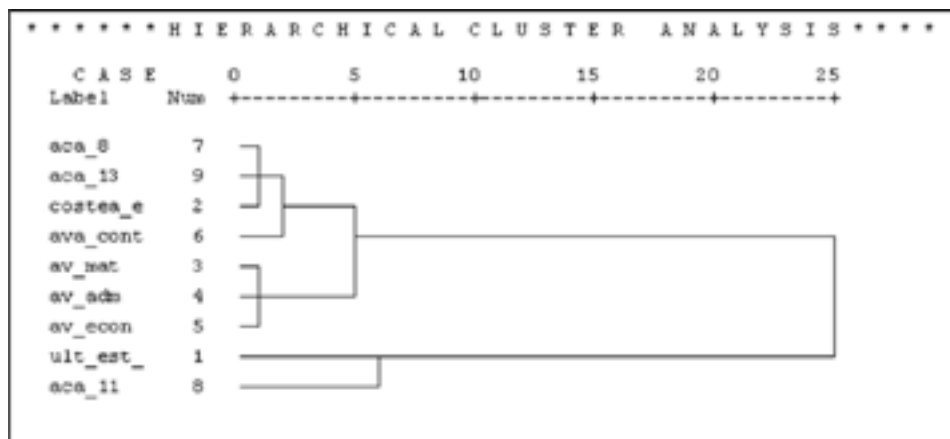 * * * * * * H I E R A R C H I C A L  C L U S T E R  A N A L Y S I S * * * *
C A S E 0 5 10 15 20 25
Label Num +---------+---------+---------+---------+---------+
aca_8 7
aca_13 9
costea_e 2
ava_cont 6
av_mat 3
av_adm 4
av_econ 5
ult_est_ 1
aca_11 8